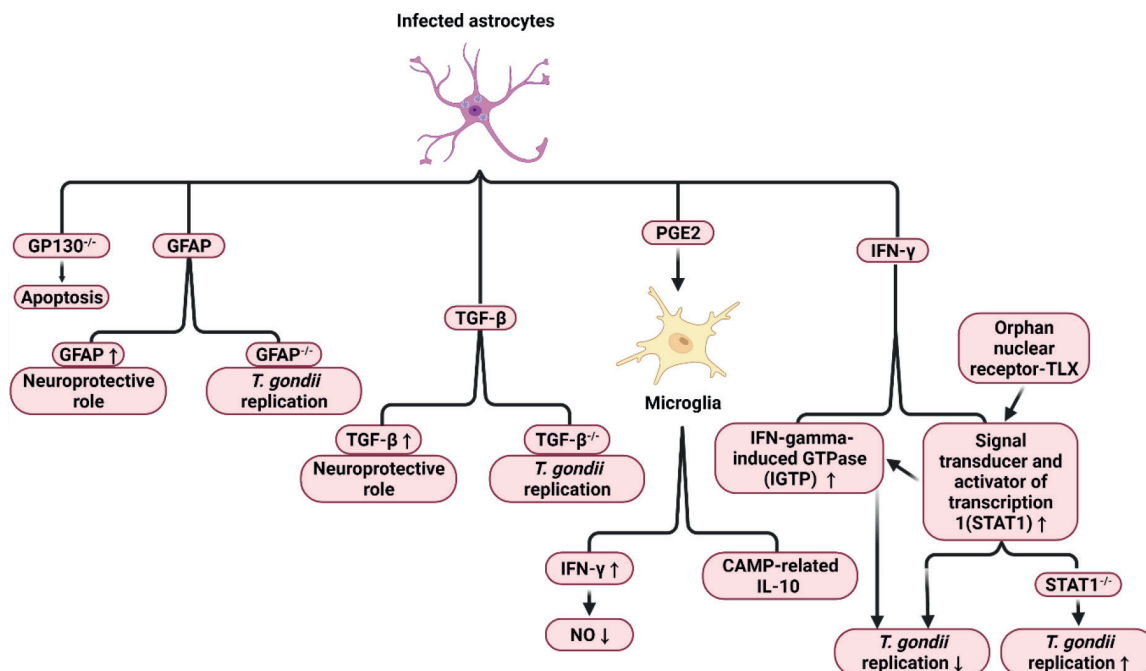 Infected astrocytes
GP130-/-
Apoptosis
GFAP
GFAP ↑
Neuroprotective
role
GFAP-/-
T. gondii
replication
TGF-β
TGF-β ↑
Neuroprotective
role
TGF-β-/-
T. gondii
replication
PGE2
Microglia
IFN-γ ↑
NO ↓
CAMP-related
IL-10
IFN-γ
Orphan
nuclear
receptor-TLX
IFN-gamma-
induced GTPase
(IGTP) ↑
Signal
transducer and
activator of
transcription
1(STAT1) ↑
STAT1-/-
T. gondii
replication ↓
T. gondii
replication ↑